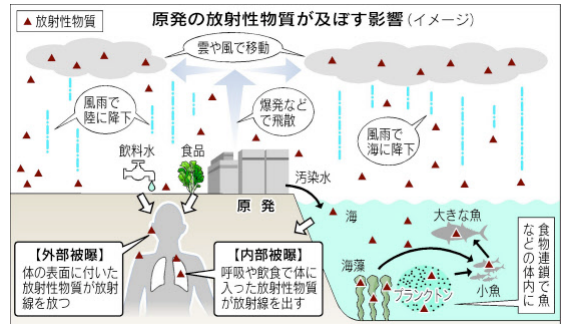 ▲ 放射性物質
原発の放射性物質が及ぼす影響(イメージ)
雲や風で移動
風雨で
陸に降下
爆発など
で飛散
風雨で
海に降下
飲料水
食品
原発
汚染水
海
大きな魚
小魚
海藻
プランクトン
食物連鎖で魚
などの体内に
【外部被曝】
体の表面に付いた
放射性物質が放射
線を放つ
【内部被曝】
呼吸や飲食で体に
入った放射性物質
が放射線を出す